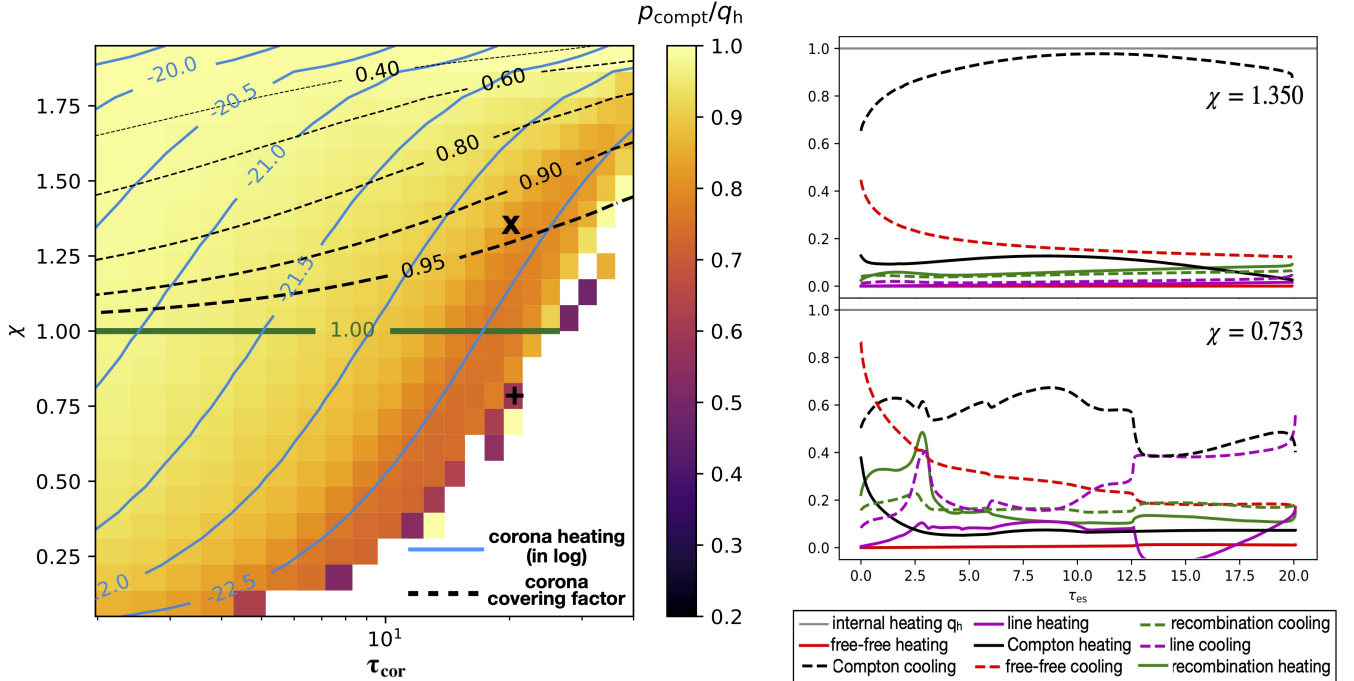 p_compt/q_h
1.0
0.9
0.8
0.7
0.6
0.5
0.4
0.3
0.2
χ
1.75
1.50
1.25
1.00
0.75
0.50
0.25
-20.0
-20.5
-21.0
-21.5
2.0
-22.5
0.40
0.60
0.80
0.90
0.95
1.00
x
+
corona heating
(in log)
corona
covering factor
10¹
τ_cor
1.0
0.8
0.6
0.4
0.2
0.0
χ = 1.350
1.0
0.8
0.6
0.4
0.2
0.0
χ = 0.753
0.0 2.5 5.0 7.5 10.0 12.5 15.0 17.5 20.0
τ_es
internal heating q_h line heating recombination cooling
free-free heating Compton heating line cooling
Compton cooling free-free cooling recombination heating